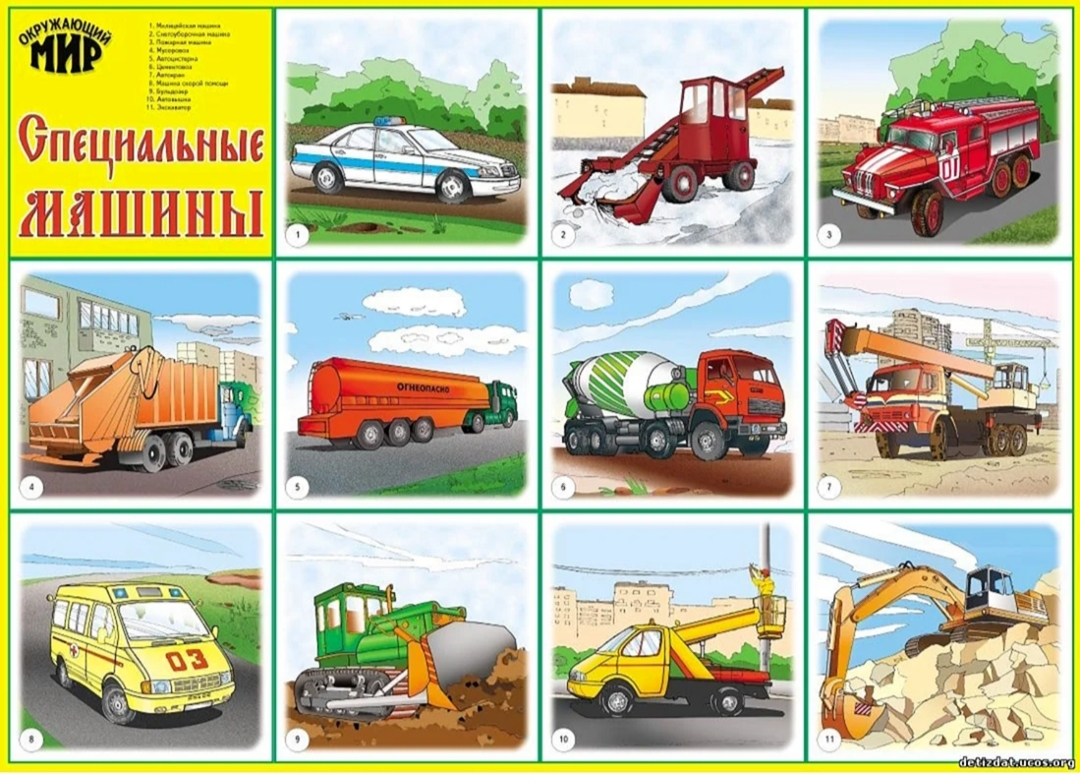 ОКРУЖАЮЩИЙ
МИР
1. Милицейская машина
2. Снегоуборочная машина
3. Пожарная машина
4. Мусоровоз
5. Автоцистерна
6. Цементовоз
7. Автокран
8. Машина скорой помощи
9. Бульдозер
10. Автовышка
11. Экскаватор
Специальные
машины
1
2
01
3
4
ОГНЕОПАСНО
5
6
7
03
8
9
10
11
detizdat.ucoz.org